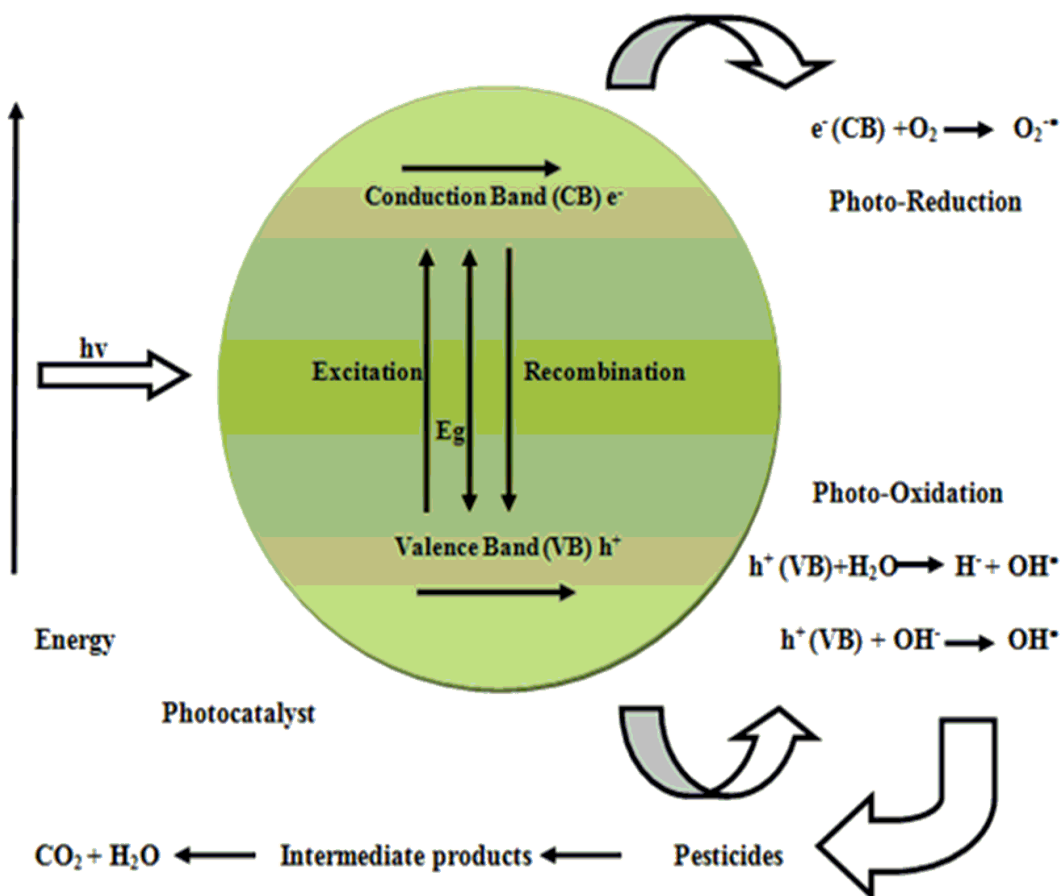 e⁻ (CB) +O₂ → O₂⁻•
Photo-Reduction
Conduction Band (CB) e⁻
hv
Excitation
Recombination
Eg
Photo-Oxidation
Valence Band (VB) h⁺
h⁺ (VB)+H₂O → H⁻ + OH•
h⁺ (VB) + OH⁻ → OH•
Energy
Photocatalyst
CO₂ + H₂O ← Intermediate products ← Pesticides